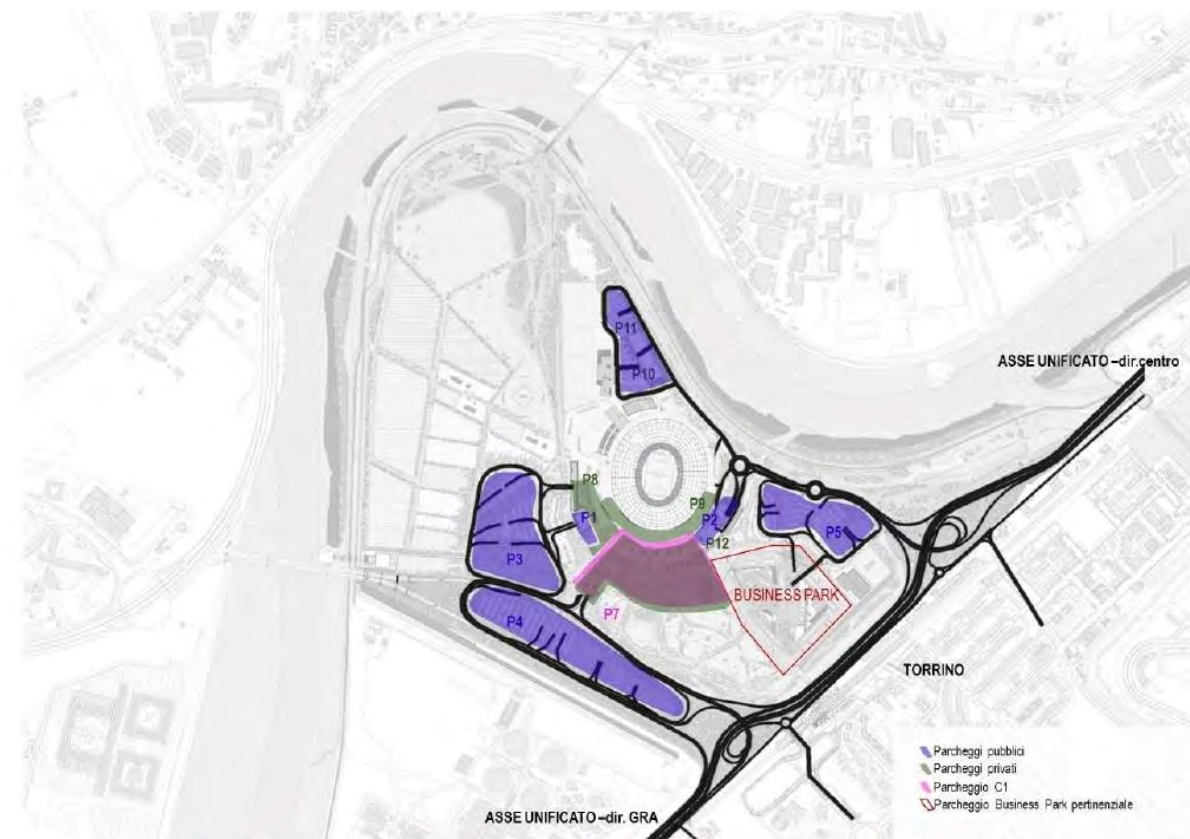 P11
P10
ASSE UNIFICATO –dir.centro
P8
P9
P1
P2
P5
P12
P3
BUSINESS PARK
P7
P4
TORRINO
Parcheggi pubblici
Parcheggi privati
Parcheggio C1
Parcheggio Business Park pertinenziale
ASSE UNIFICATO –dir. GRA